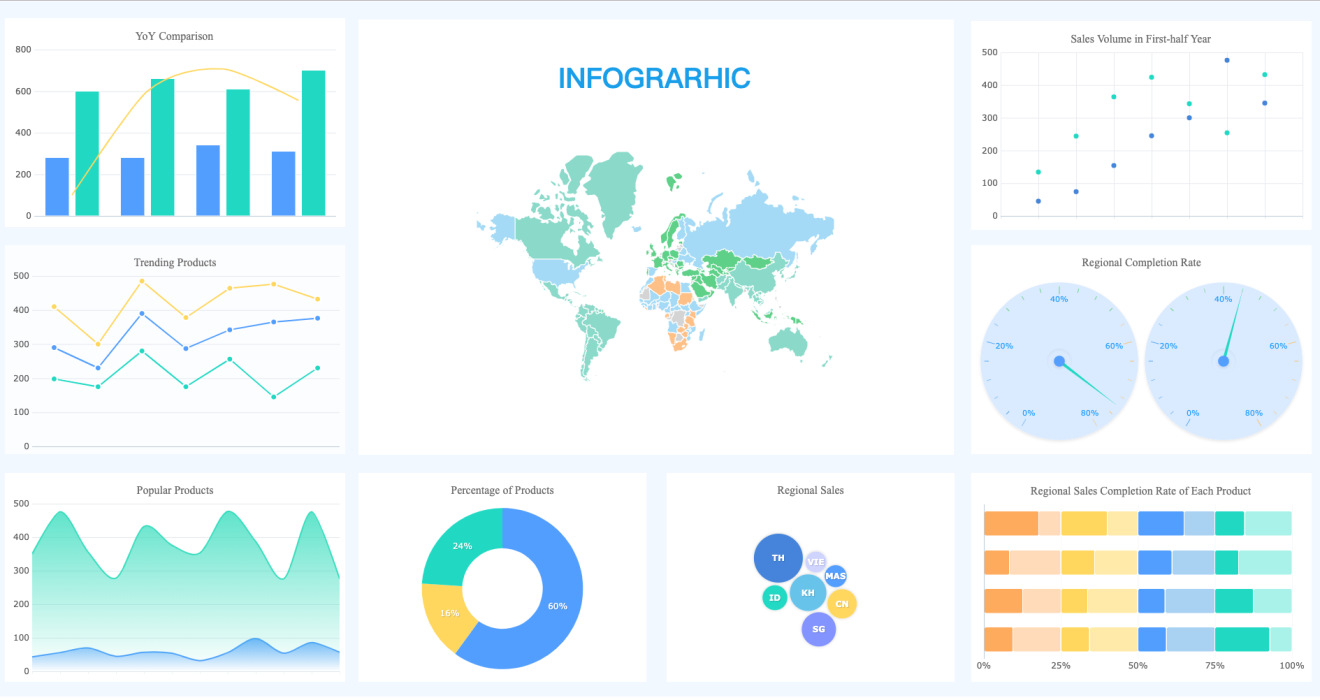 YoY Comparison
800
600
400
200
0
INFOGRARHIC
Sales Volume in First-half Year
500
400
300
200
100
0
Trending Products
500
400
300
200
100
0
Regional Completion Rate
40%
20%
60%
0%
80%
40%
20%
60%
0%
80%
Popular Products
500
400
300
200
100
0
Percentage of Products
24%
16%
60%
Regional Sales
TH
VIE
MAS
ID
KH
CN
SG
Regional Sales Completion Rate of Each Product
0% 25% 50% 75% 100%